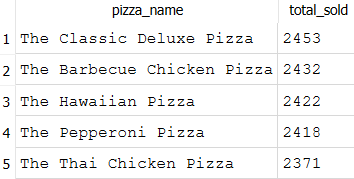 pizza_name total_sold
1 The Classic Deluxe Pizza 2453
2 The Barbecue Chicken Pizza 2432
3 The Hawaiian Pizza 2422
4 The Pepperoni Pizza 2418
5 The Thai Chicken Pizza 2371